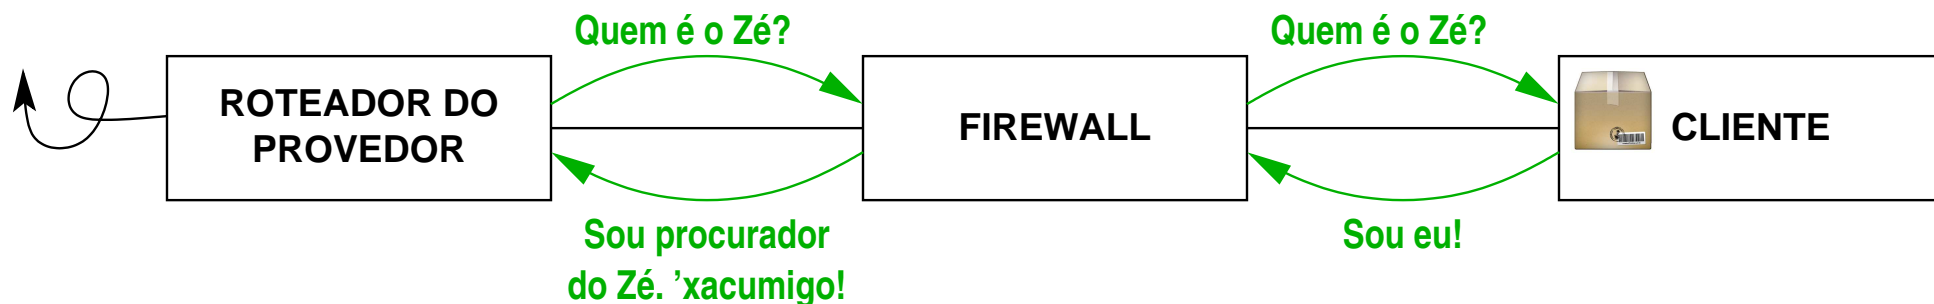 Quem é o Zé?
Quem é o Zé?
ROTEADOR DO
PROVEDOR
FIREWALL
CLIENTE
Sou procurador
do Zé. ’xacumigo!
Sou eu!